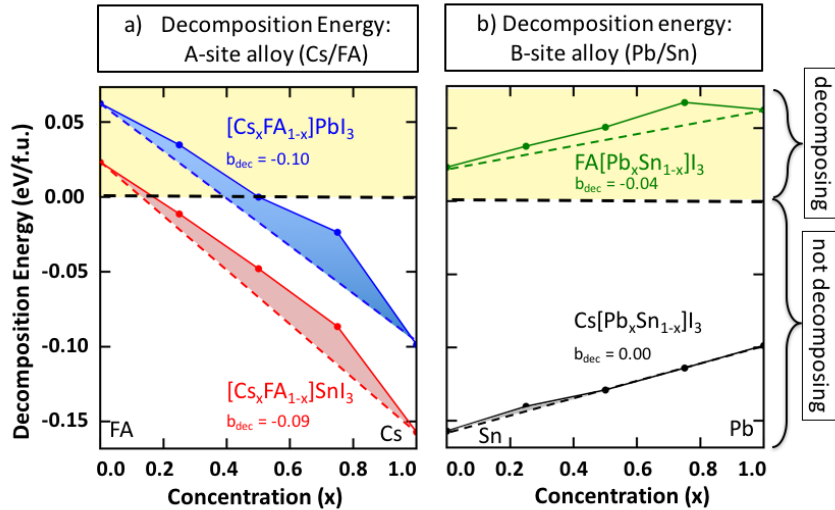 a) Decomposition Energy:
A-site alloy (Cs/FA)
b) Decomposition energy:
B-site alloy (Pb/Sn)
Decomposition Energy (eV/f.u.)
0.05
0.00
-0.05
-0.10
-0.15
[CsxFA1-x]PbI3
bdec = -0.10
[CsxFA1-x]SnI3
bdec = -0.09
FA
Cs
0.0 0.2 0.4 0.6 0.8 1.0
Concentration (x)
FA[PbxSn1-x]I3
bdec = -0.04
Cs[PbxSn1-x]I3
bdec = 0.00
Sn
Pb
0.0 0.2 0.4 0.6 0.8 1.0
Concentration (x)
decomposing
not decomposing